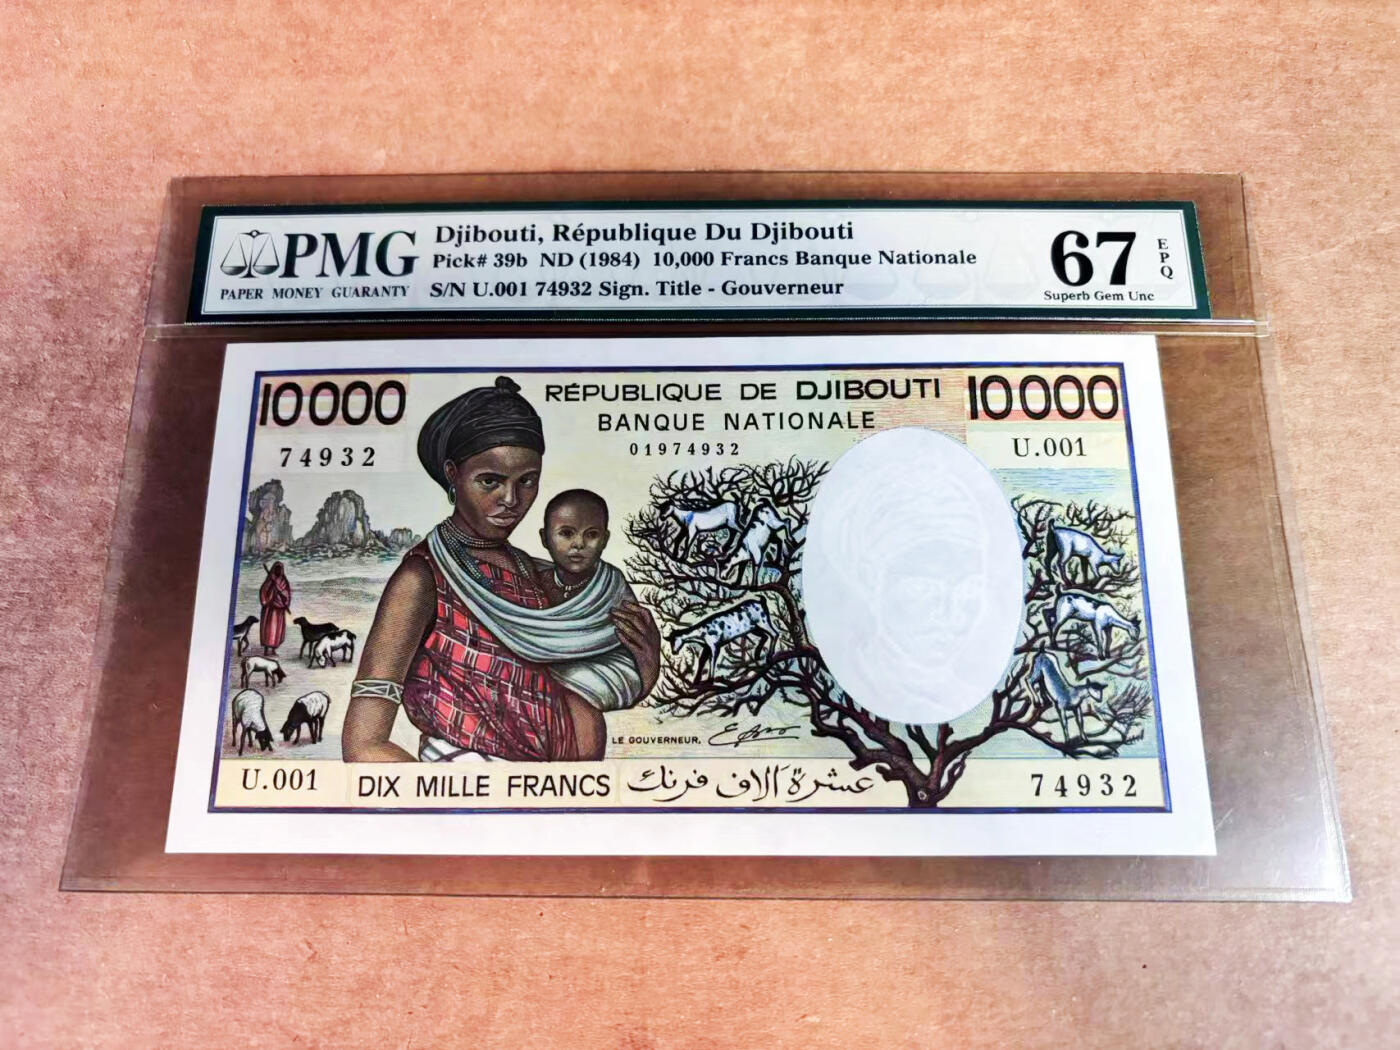 PMG
PAPER MONEY GUARANTY
Djibouti, République Du Djibouti
Pick# 39b ND (1984) 10,000 Francs Banque Nationale
S/N U.001 74932 Sign. Title - Gouverneur
67
EPQ
Superb Gem Unc
10000
RÉPUBLIQUE DE DJIBOUTI
10000
BANQUE NATIONALE
74932
01974932
U.001
LE GOUVERNEUR,
U.001
DIX MILLE FRANCS
عشرة آلاف فرنك
74932